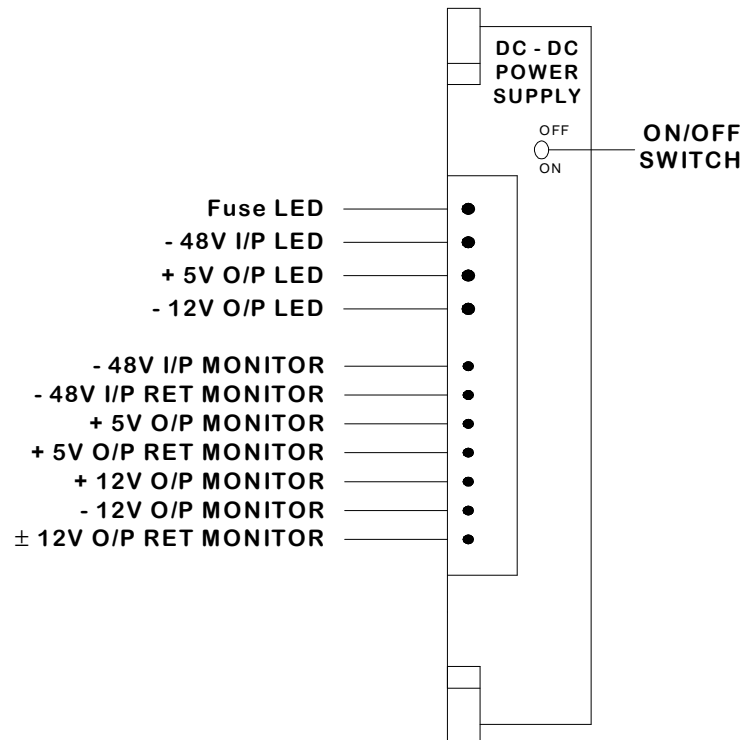 DC - DC
POWER
SUPPLY
OFF
ON
ON/OFF
SWITCH
Fuse LED
- 48V I/P LED
+ 5V O/P LED
- 12V O/P LED
- 48V I/P MONITOR
- 48V I/P RET MONITOR
+ 5V O/P MONITOR
+ 5V O/P RET MONITOR
+ 12V O/P MONITOR
- 12V O/P MONITOR
± 12V O/P RET MONITOR